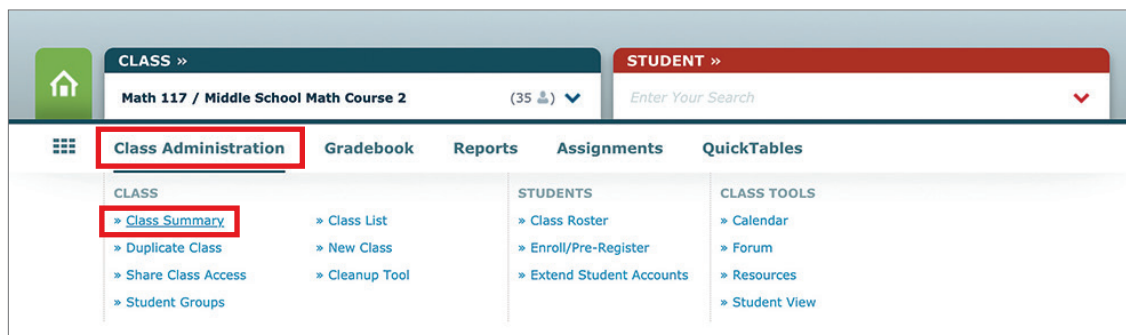 CLASS » STUDENT »
Math 117 / Middle School Math Course 2 (35 ) Enter Your Search
Class Administration Gradebook Reports Assignments QuickTables
CLASS STUDENTS CLASS TOOLS
» Class Summary » Class List » Class Roster » Calendar
» Duplicate Class » New Class » Enroll/Pre-Register » Forum
» Share Class Access » Cleanup Tool » Extend Student Accounts » Resources
» Student Groups » Student View